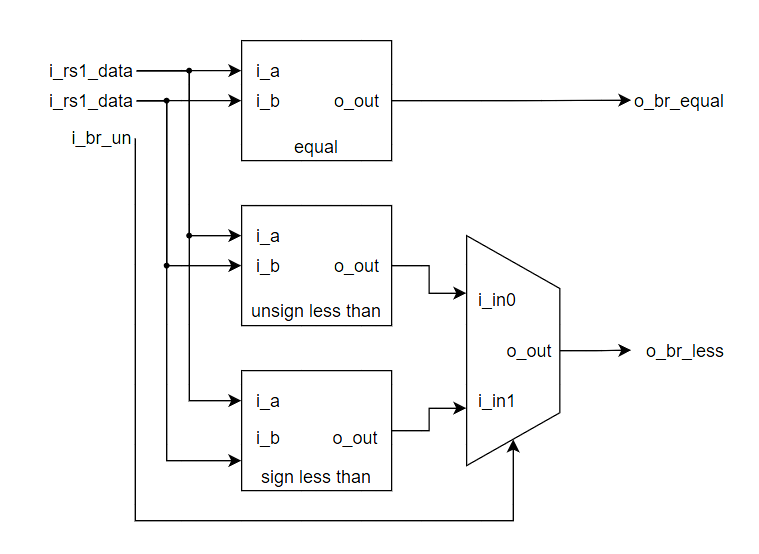 i_rs1_data
i_rs1_data
i_br_un
i_a
i_b
o_out
equal
o_br_equal
i_a
i_b
o_out
unsign less than
i_a
i_b
o_out
sign less than
i_in0
o_out
i_in1
o_br_less